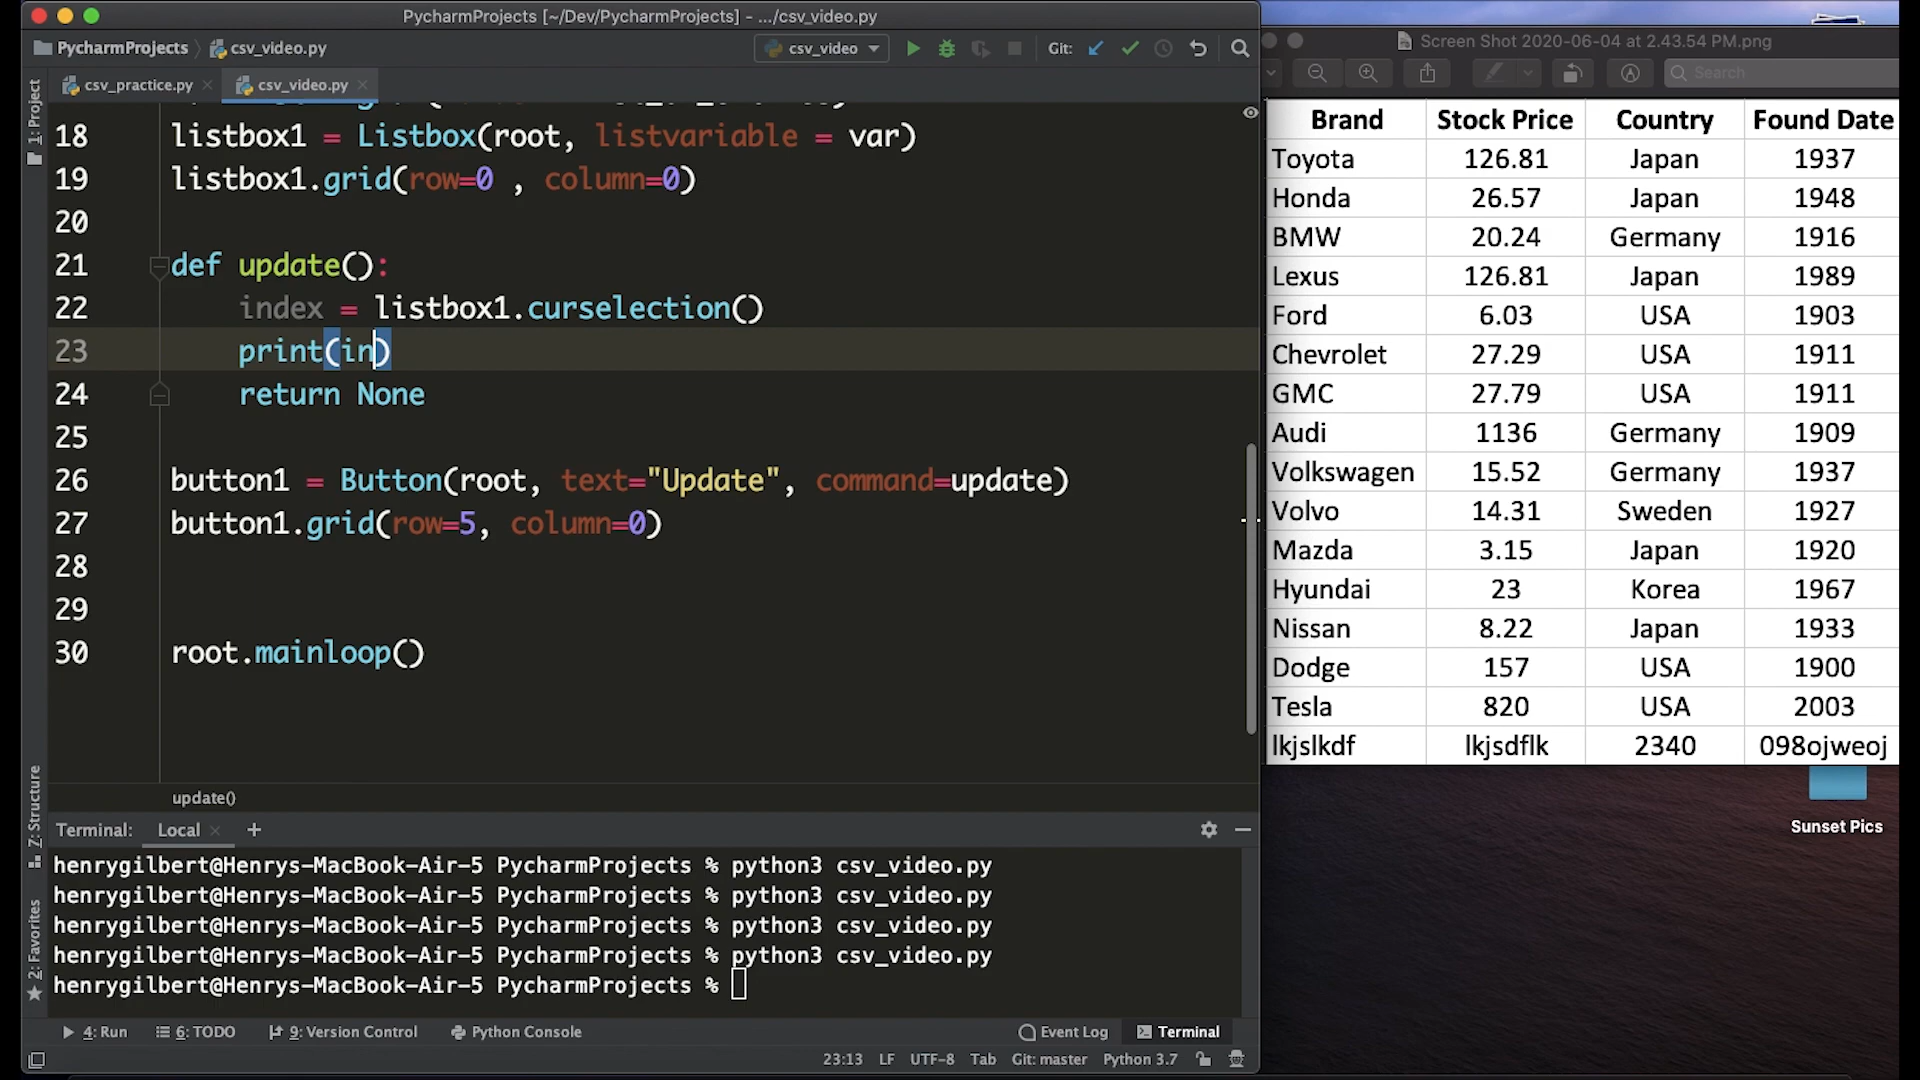 PycharmProjects [~/Dev/PycharmProjects] - .../csv_video.py
PycharmProjects
csv_video.py
csv_video
Git:
csv_practice.py
csv_video.py
1: Project
18 listbox1 = Listbox(root, listvariable = var)
19 listbox1.grid(row=0 , column=0)
20
21 def update():
22 index = listbox1.curselection()
23 print(in)
24 return None
25
26 button1 = Button(root, text="Update", command=update)
27 button1.grid(row=5, column=0)
28
29
30 root.mainloop()
update()
Z: Structure
2: Favorites
Terminal: Local +
henrygilbert@Henrys-MacBook-Air-5 PycharmProjects % python3 csv_video.py
henrygilbert@Henrys-MacBook-Air-5 PycharmProjects % python3 csv_video.py
henrygilbert@Henrys-MacBook-Air-5 PycharmProjects % python3 csv_video.py
henrygilbert@Henrys-MacBook-Air-5 PycharmProjects % python3 csv_video.py
henrygilbert@Henrys-MacBook-Air-5 PycharmProjects %
4: Run
6: TODO
9: Version Control
Python Console
Event Log
Terminal
23:13 LF UTF-8 Tab Git: master Python 3.7
Screen Shot 2020-06-04 at 2.43.54 PM.png
Search
Brand Stock Price Country Found Date
Toyota 126.81 Japan 1937
Honda 26.57 Japan 1948
BMW 20.24 Germany 1916
Lexus 126.81 Japan 1989
Ford 6.03 USA 1903
Chevrolet 27.29 USA 1911
GMC 27.79 USA 1911
Audi 1136 Germany 1909
Volkswagen 15.52 Germany 1937
Volvo 14.31 Sweden 1927
Mazda 3.15 Japan 1920
Hyundai 23 Korea 1967
Nissan 8.22 Japan 1933
Dodge 157 USA 1900
Tesla 820 USA 2003
lkjslkdf lkjsdflk 2340 098ojweoj
Sunset Pics